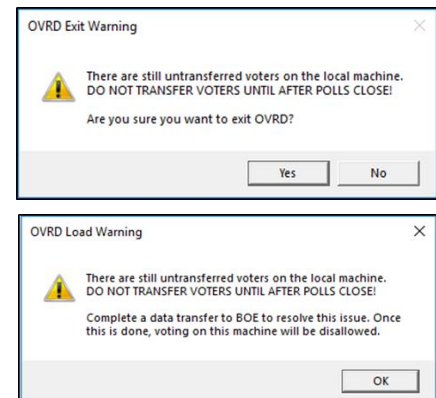 OVRD Exit Warning
There are still untransferred voters on the local machine.
DO NOT TRANSFER VOTERS UNTIL AFTER POLLS CLOSE!
Are you sure you want to exit OVRD?
Yes No
OVRD Load Warning
There are still untransferred voters on the local machine.
DO NOT TRANSFER VOTERS UNTIL AFTER POLLS CLOSE!
Complete a data transfer to BOE to resolve this issue. Once
this is done, voting on this machine will be disallowed.
OK